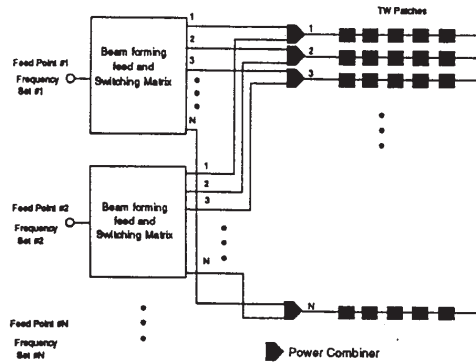 TW Patches
1
2
3
N
Beam forming
feed and
Switching Matrix
Feed Point #1
Frequency
Set #1
1
2
3
N
1
2
3
N
Beam forming
feed and
Switching Matrix
Feed Point #2
Frequency
Set #2
Feed Point #N
Frequency
Set #N
N
Power Combiner